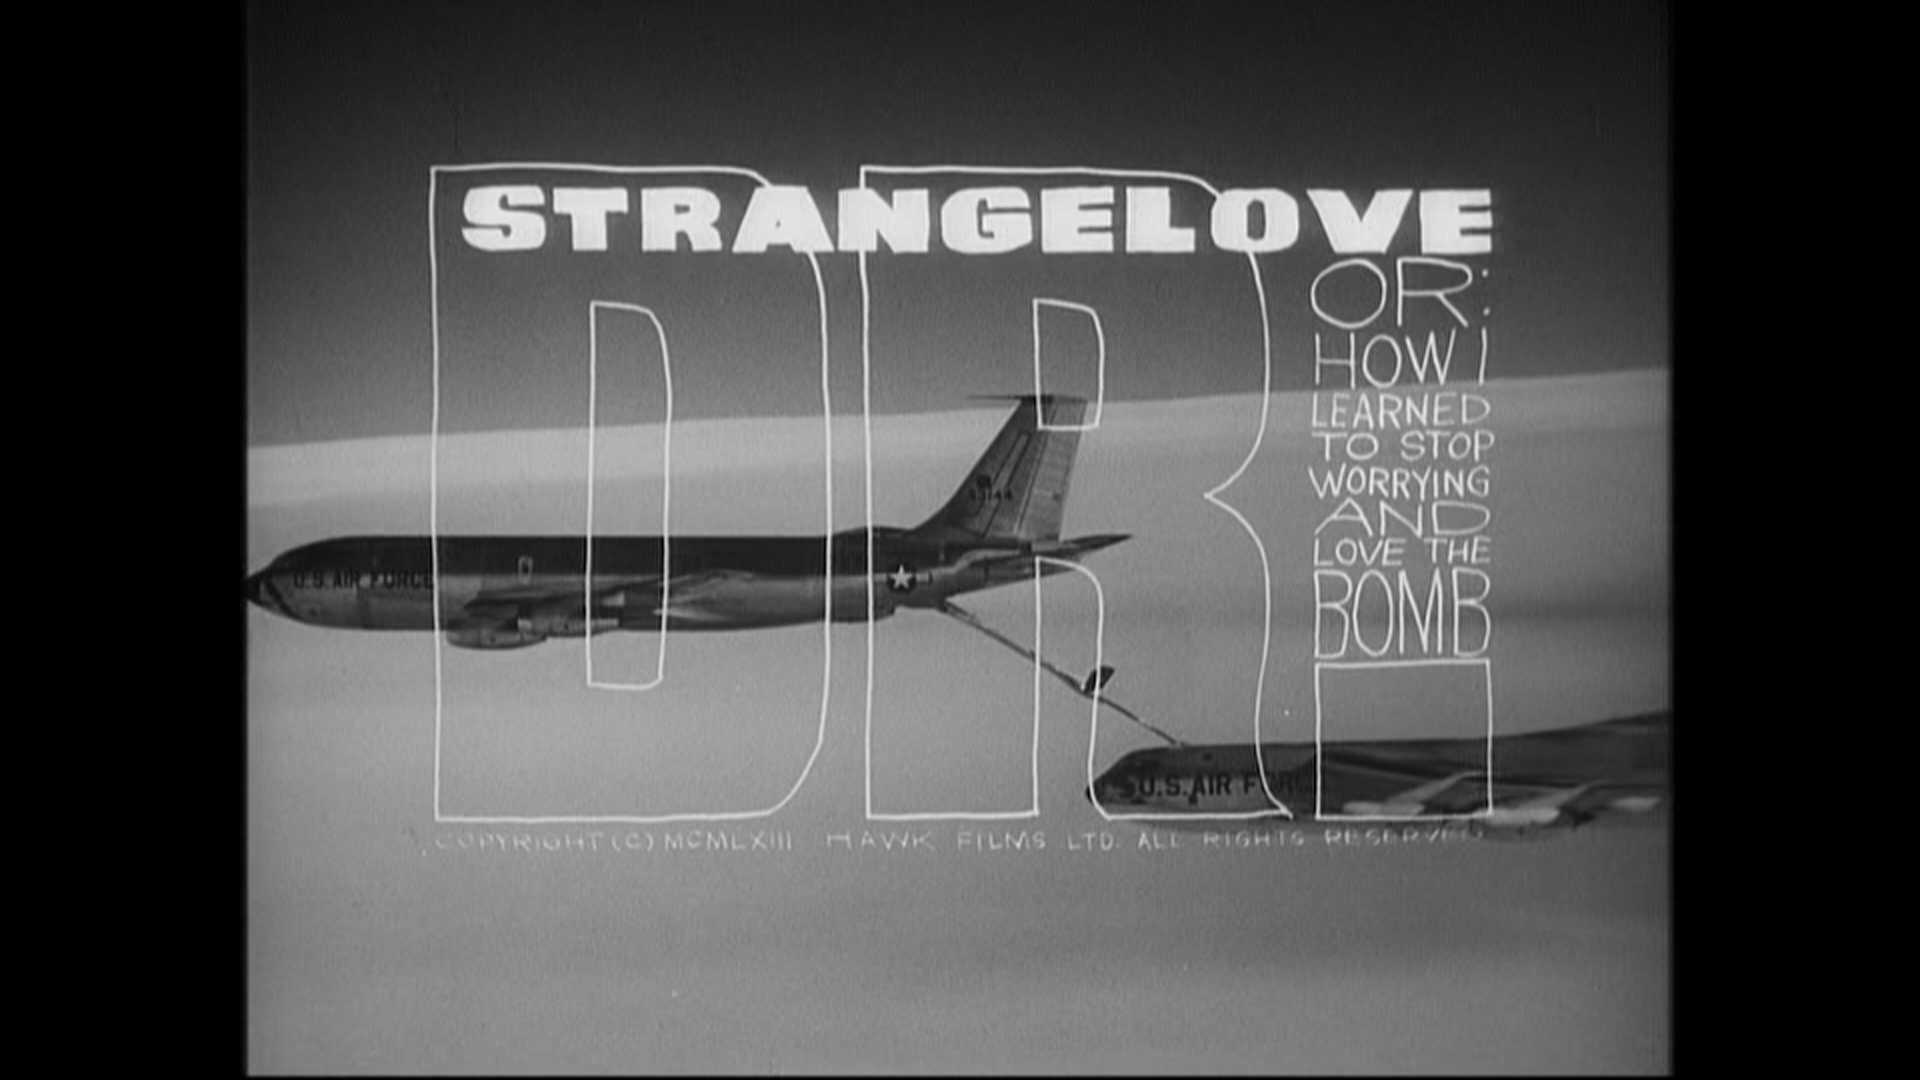 DR.
STRANGELOVE
OR:
HOW I
LEARNED
TO STOP
WORRYING
AND
LOVE THE
BOMB
U.S. AIR FORCE
U.S. AIR FORC
COPYRIGHT (C) MCMLXIII HAWK FILMS LTD. ALL RIGHTS RESERVED